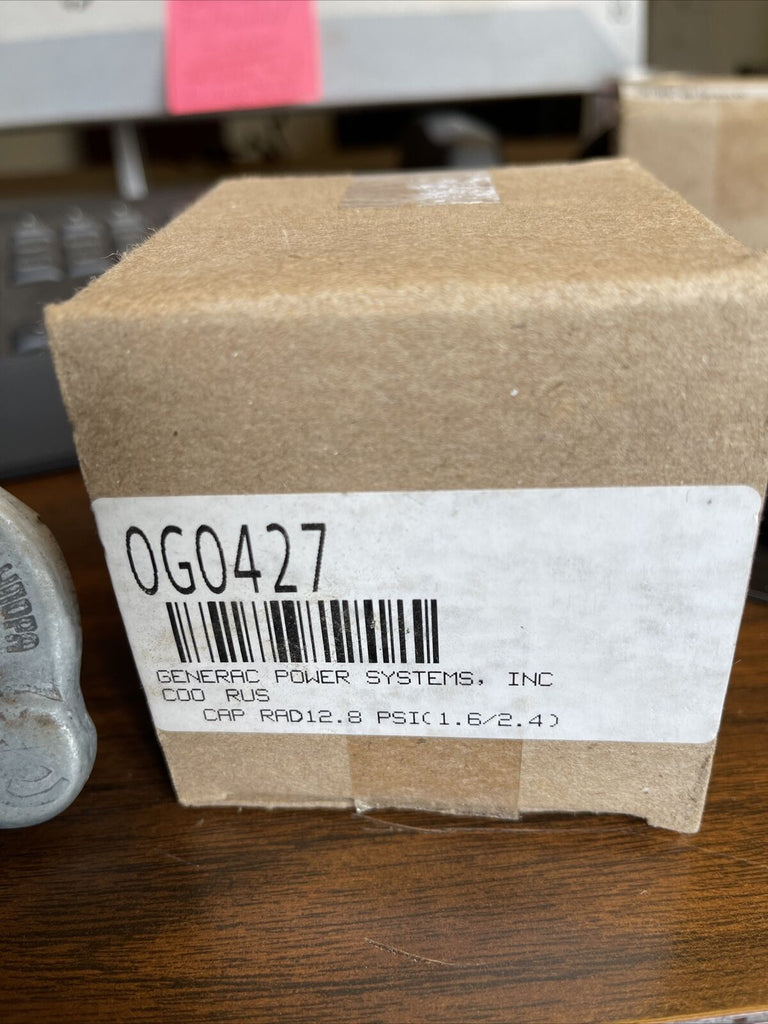 0G0427
GENERAC POWER SYSTEMS, INC
COO RUS
CAP RAD12.8 PSI(1.6/2.4)